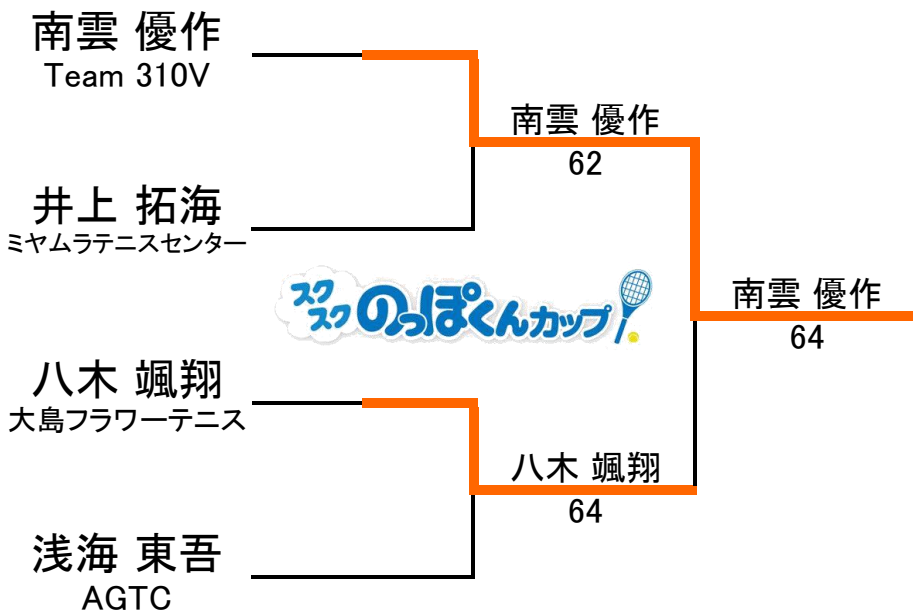 南雲 優作
Team 310V
南雲 優作
62
井上 拓海
ミヤムラテニスセンター
スクスク のっぽくんカップ
南雲 優作
64
八木 颯翔
大島フラワーテニス
八木 颯翔
64
浅海 東吾
AGTC